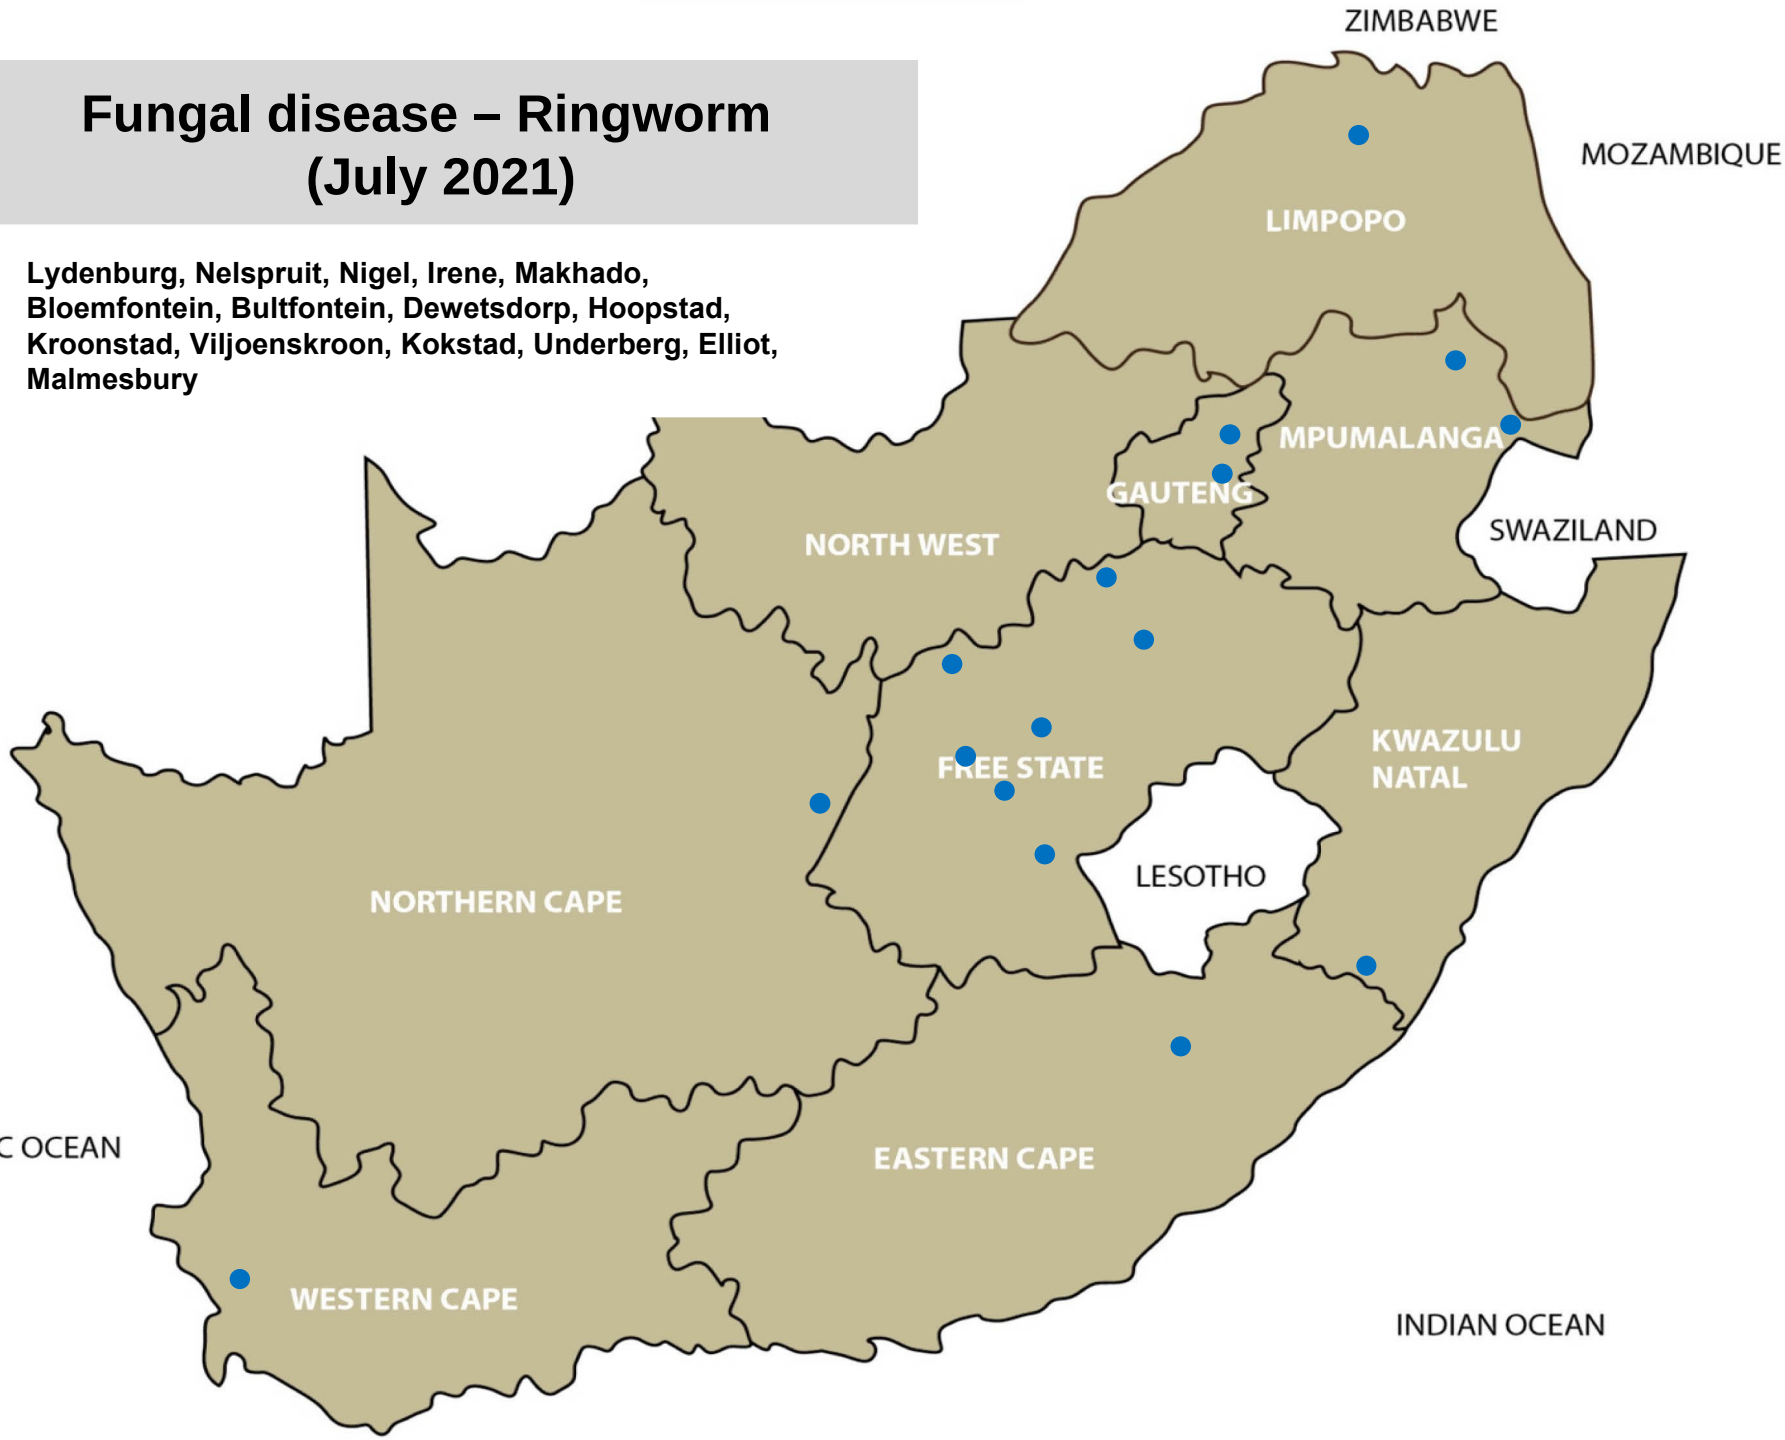 ZIMBABWE
Fungal disease – Ringworm
(July 2021)
MOZAMBIQUE
LIMPOPO
Lydenburg, Nelspruit, Nigel, Irene, Makhado,
Bloemfontein, Bultfontein, Dewetsdorp, Hoopstad,
Kroonstad, Viljoenskroon, Kokstad, Underberg, Elliot,
Malmesbury
MPUMALANGA
GAUTENG
SWAZILAND
NORTH WEST
KWAZULU
NATAL
FREE STATE
LESOTHO
NORTHERN CAPE
C OCEAN
EASTERN CAPE
WESTERN CAPE
INDIAN OCEAN